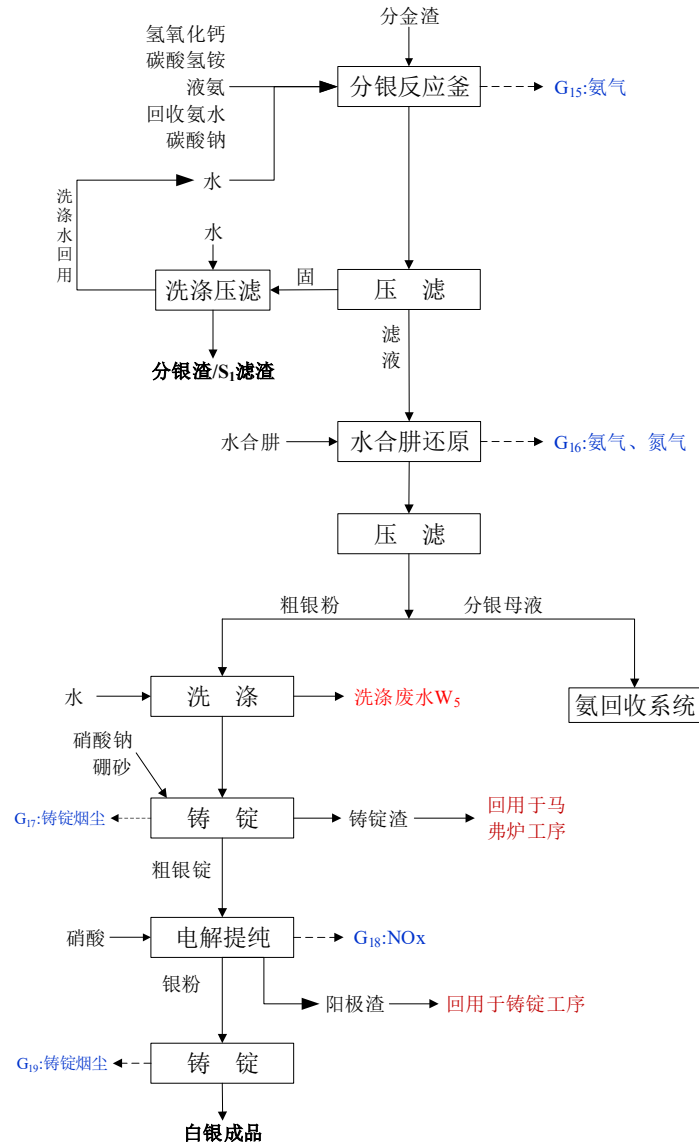 分金渣
氢氧化钙
碳酸氢铵
液氨
回收氨水
碳酸钠
分银反应釜
G15:氨气
洗涤水回用
水
水
洗涤压滤
固
压 滤
滤液
分银渣/S1滤渣
水合肼
水合肼还原
G16:氨气、氮气
压 滤
粗银粉
分银母液
水
洗 涤
洗涤废水W5
氨回收系统
硝酸钠
硼砂
G17:铸锭烟尘
铸 锭
铸锭渣
回用于马
弗炉工序
粗银锭
硝酸
电解提纯
G18:NOx
银粉
阳极渣
回用于铸锭工序
G19:铸锭烟尘
铸 锭
白银成品